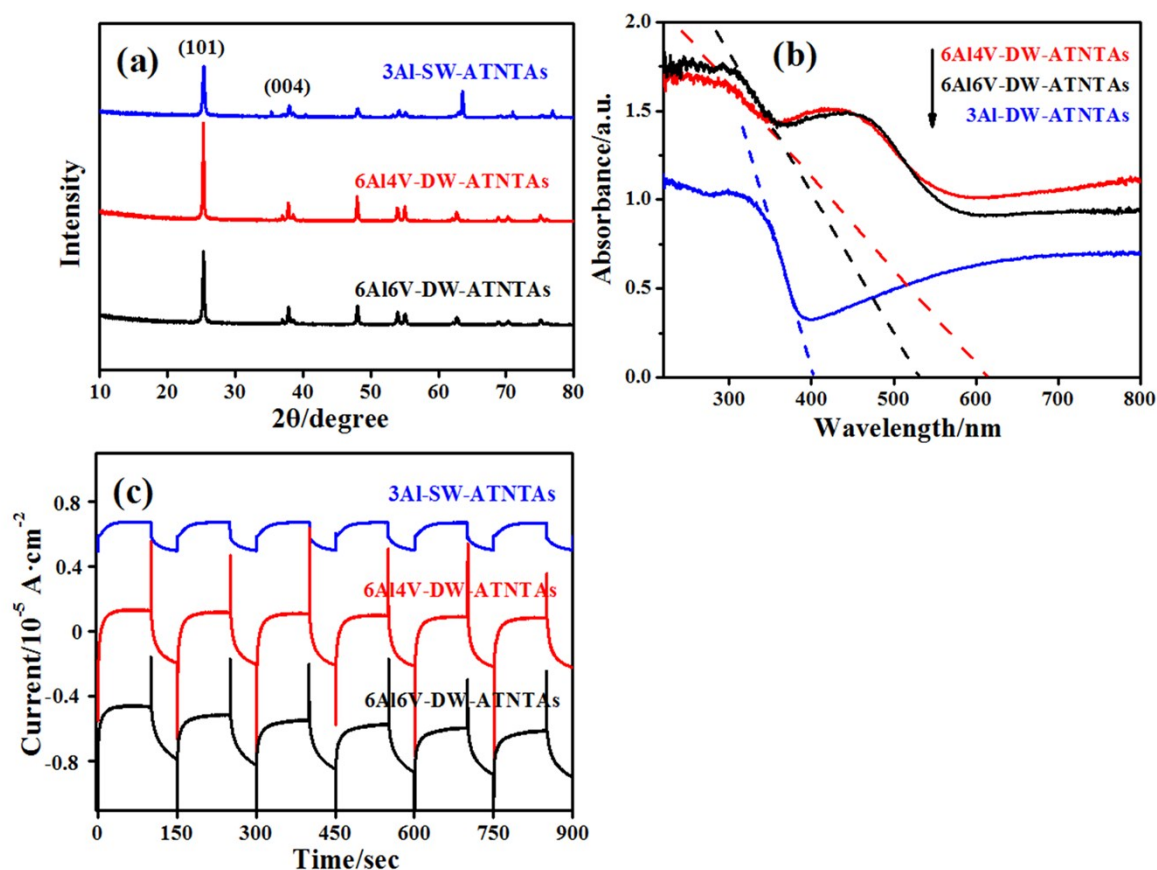 (a)
(101)
(004)
3Al-SW-ATNTAs
6Al4V-DW-ATNTAs
6Al6V-DW-ATNTAs
Intensity
10 20 30 40 50 60 70 80
2θ/degree
(b)
6Al4V-DW-ATNTAs
6Al6V-DW-ATNTAs
3Al-DW-ATNTAs
2.0
1.5
1.0
0.5
0.0
Absorbance/a.u.
300 400 500 600 700 800
Wavelength/nm
(c)
3Al-SW-ATNTAs
6Al4V-DW-ATNTAs
6Al6V-DW-ATNTAs
0.8
0.4
0
-0.4
-0.8
Current/10⁻⁵ A·cm⁻²
0 150 300 450 600 750 900
Time/sec